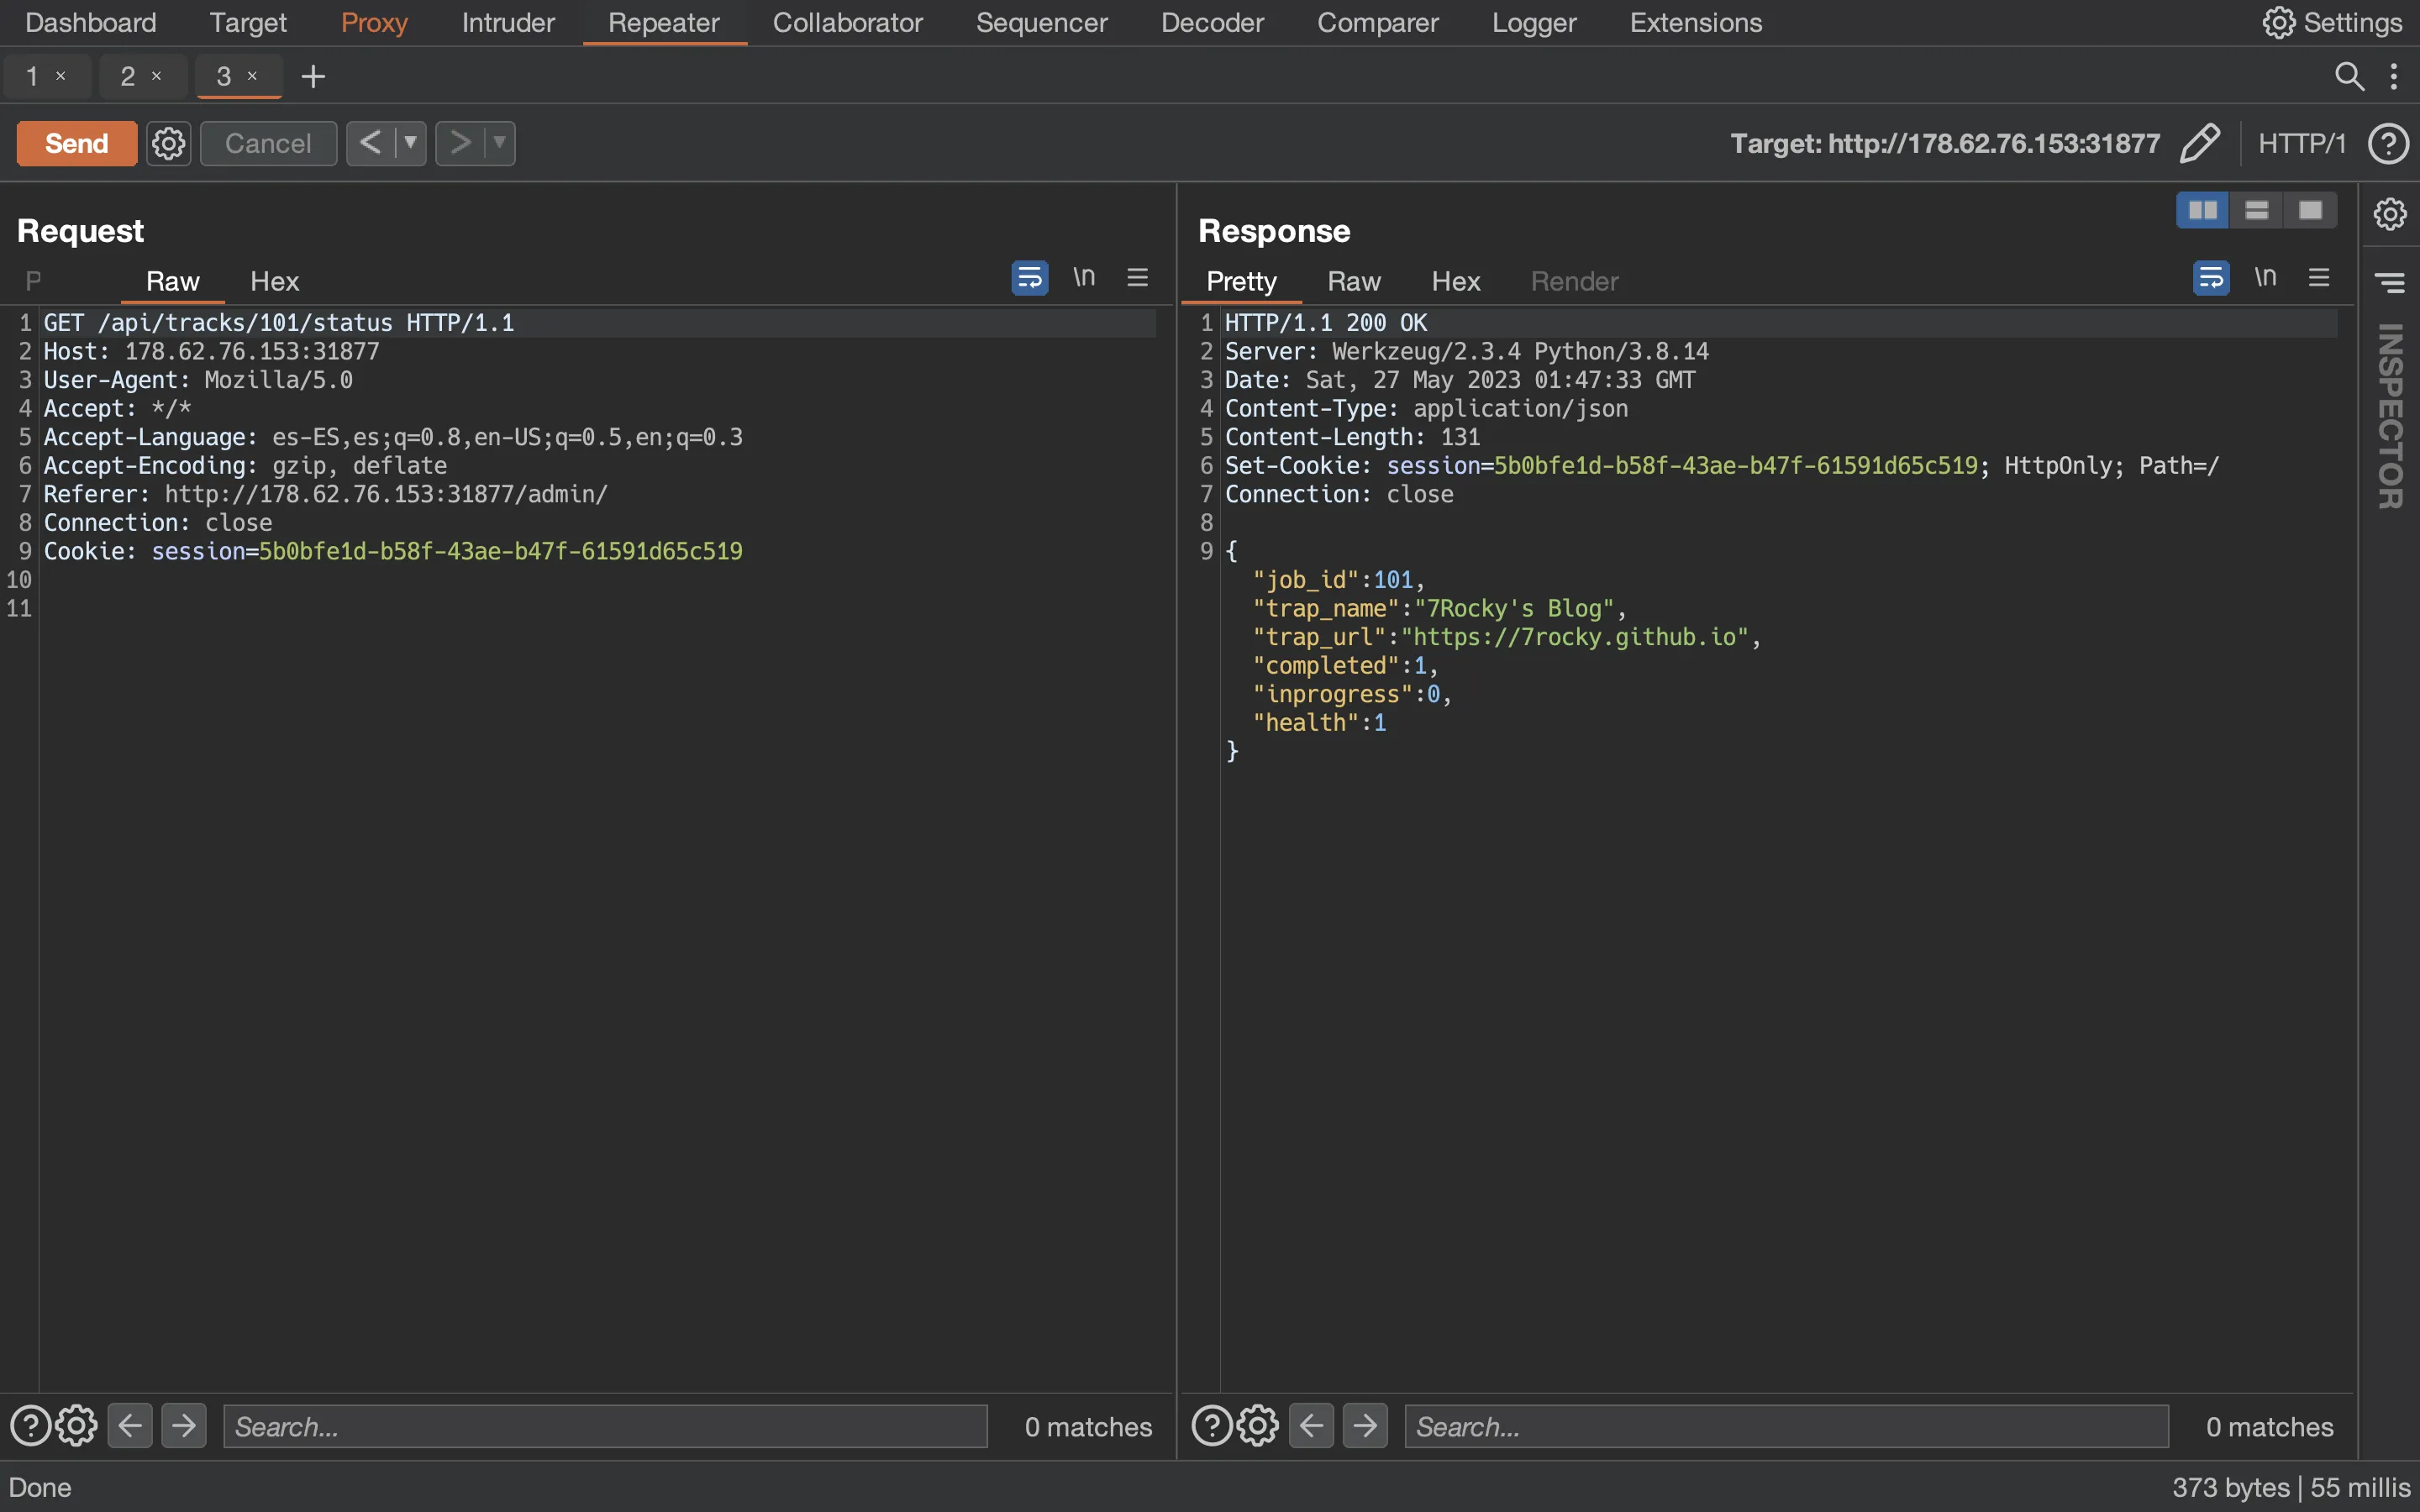 Dashboard Target Proxy Intruder Repeater Collaborator Sequencer Decoder Comparer Logger Extensions Settings
1 × 2 × 3 × +
Send Cancel < ▼ > ▼ Target: http://178.62.76.153:31877 HTTP/1 ?
Request
P Raw Hex \n
1 GET /api/tracks/101/status HTTP/1.1
2 Host: 178.62.76.153:31877
3 User-Agent: Mozilla/5.0
4 Accept: */*
5 Accept-Language: es-ES,es;q=0.8,en-US;q=0.5,en;q=0.3
6 Accept-Encoding: gzip, deflate
7 Referer: http://178.62.76.153:31877/admin/
8 Connection: close
9 Cookie: session=5b0bfe1d-b58f-43ae-b47f-61591d65c519
10
11
? Search... 0 matches
Response
Pretty Raw Hex Render \n
1 HTTP/1.1 200 OK
2 Server: Werkzeug/2.3.4 Python/3.8.14
3 Date: Sat, 27 May 2023 01:47:33 GMT
4 Content-Type: application/json
5 Content-Length: 131
6 Set-Cookie: session=5b0bfe1d-b58f-43ae-b47f-61591d65c519; HttpOnly; Path=/
7 Connection: close
8
9 {
"job_id":101,
"trap_name":"7Rocky's Blog",
"trap_url":"https://7rocky.github.io",
"completed":1,
"inprogress":0,
"health":1
}
? Search... 0 matches
INSPECTOR
Done
373 bytes | 55 millis